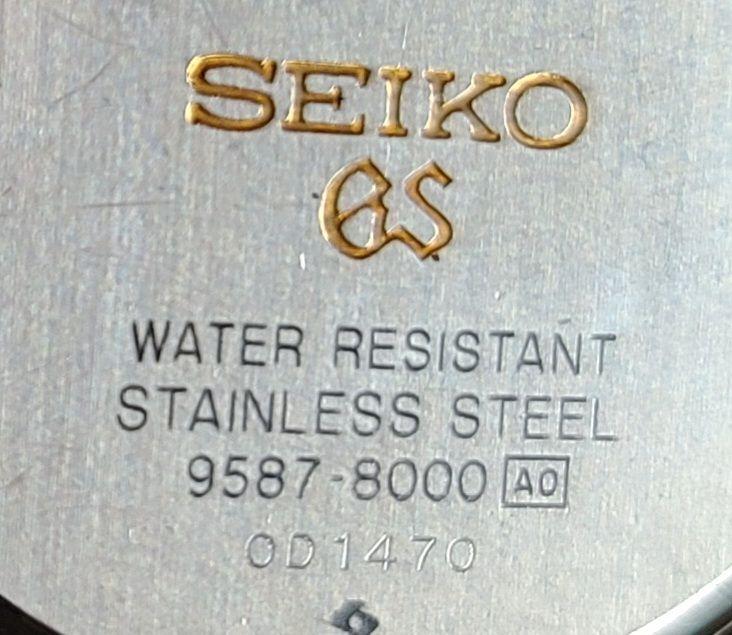 SEIKO
GS
WATER RESISTANT
STAINLESS STEEL
9587-8000 A0
0D1470